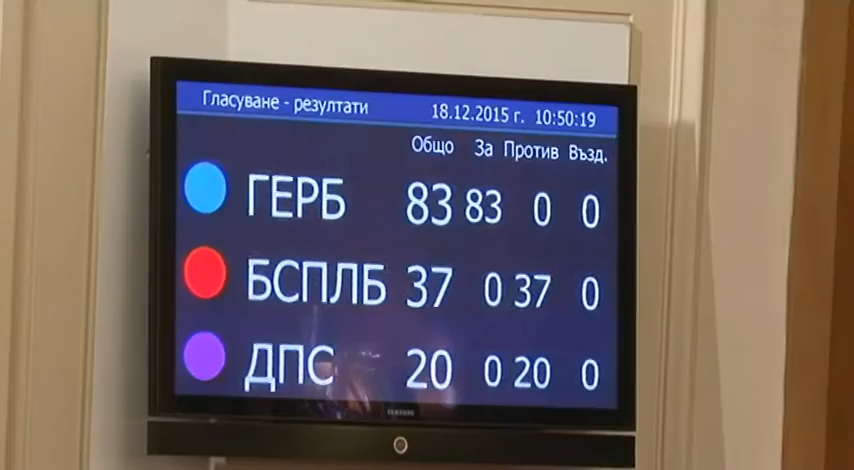 Гласуване - резултати 18.12.2015 г. 10:50:19
Общо За Против Възд.
ГЕРБ 83 83 0 0
БСПЛБ 37 0 37 0
ДПС 20 0 20 0
SAMSUNG